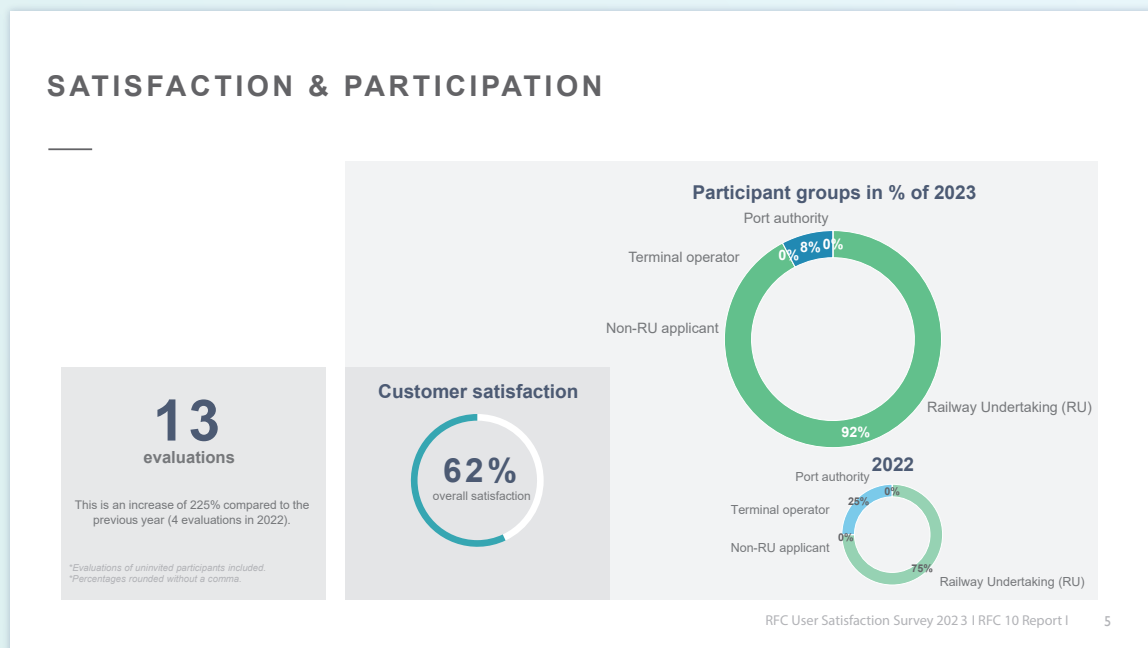 SATISFACTION & PARTICIPATION
Participant groups in % of 2023
Port authority
Terminal operator
Non-RU applicant
Railway Undertaking (RU)
0%
8%
0%
92%
13
evaluations
This is an increase of 225% compared to the
previous year (4 evaluations in 2022).
*Evaluations of uninvited participants included.
*Percentages rounded without a comma.
Customer satisfaction
62%
overall satisfaction
2022
Port authority
Terminal operator
Non-RU applicant
Railway Undertaking (RU)
0%
25%
0%
75%
RFC User Satisfaction Survey 2023 I RFC 10 Report I
5